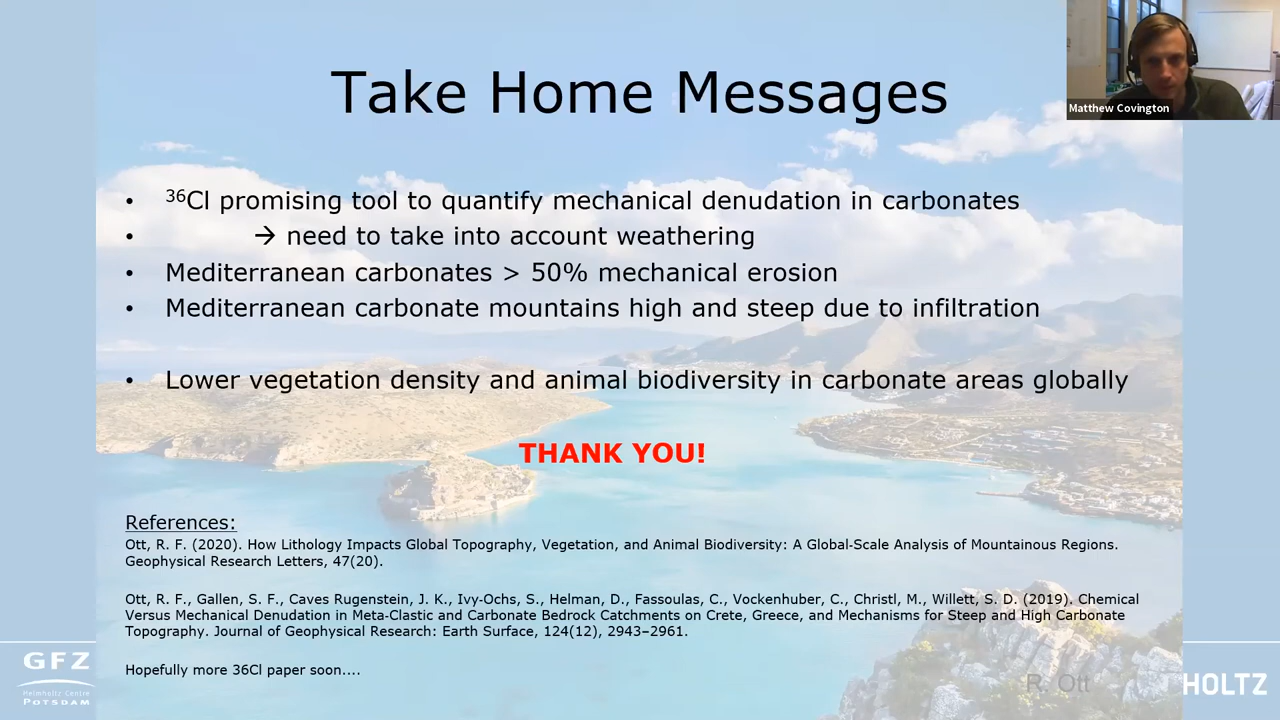 Take Home Messages
Matthew Covington
• ³⁶Cl promising tool to quantify mechanical denudation in carbonates
• → need to take into account weathering
• Mediterranean carbonates > 50% mechanical erosion
• Mediterranean carbonate mountains high and steep due to infiltration
• Lower vegetation density and animal biodiversity in carbonate areas globally
THANK YOU!
References:
Ott, R. F. (2020). How Lithology Impacts Global Topography, Vegetation, and Animal Biodiversity: A Global-Scale Analysis of Mountainous Regions.
Geophysical Research Letters, 47(20).
Ott, R. F., Gallen, S. F., Caves Rugenstein, J. K., Ivy-Ochs, S., Helman, D., Fassoulas, C., Vockenhuber, C., Christl, M., Willett, S. D. (2019). Chemical
Versus Mechanical Denudation in Meta-Clastic and Carbonate Bedrock Catchments on Crete, Greece, and Mechanisms for Steep and High Carbonate
Topography. Journal of Geophysical Research: Earth Surface, 124(12), 2943–2961.
Hopefully more 36Cl paper soon....
R. Ott
GFZ
Helmholtz Centre
POTSDAM
HOLTZ